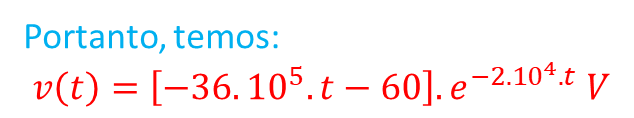 Portanto, temos:
v(t) = [−36. 10⁵. t − 60]. e^{−2.10⁴.t} V